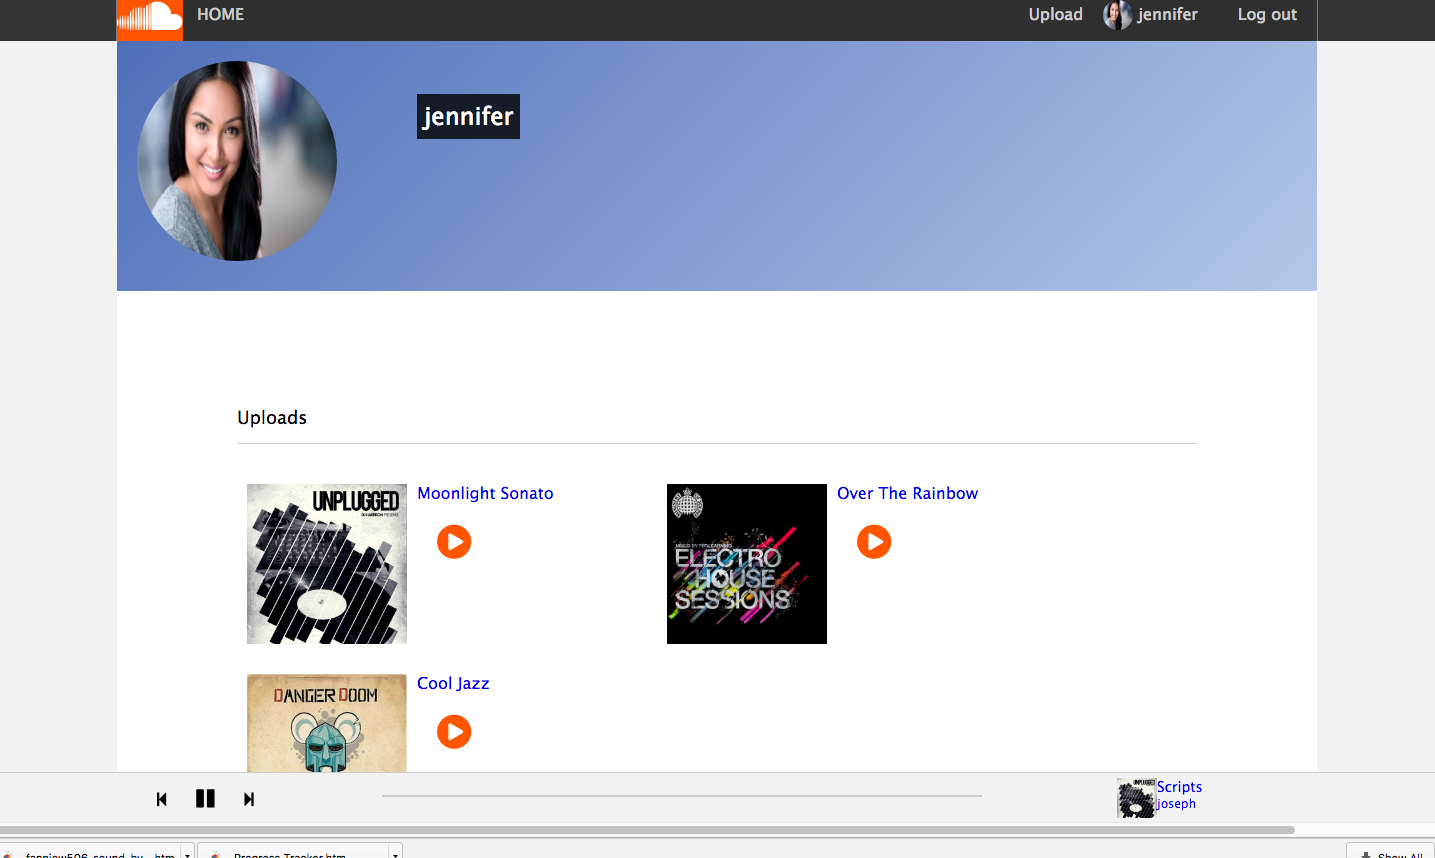 HOME
Upload
jennifer
Log out
jennifer
Uploads
UNPLUGGED
Moonlight Sonato
ELECTRO
HOUSE
SESSIONS
Over The Rainbow
DANGER DOOM
Cool Jazz
UNPLUGGED
Scripts
joseph
Progress Tracker.htm
Show All